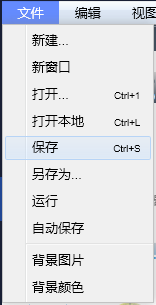 文件 编辑 视图
新建...
新窗口
打开... Ctrl+1
打开本地 Ctrl+L
保存 Ctrl+S
另存为...
运行
自动保存
背景图片
背景颜色